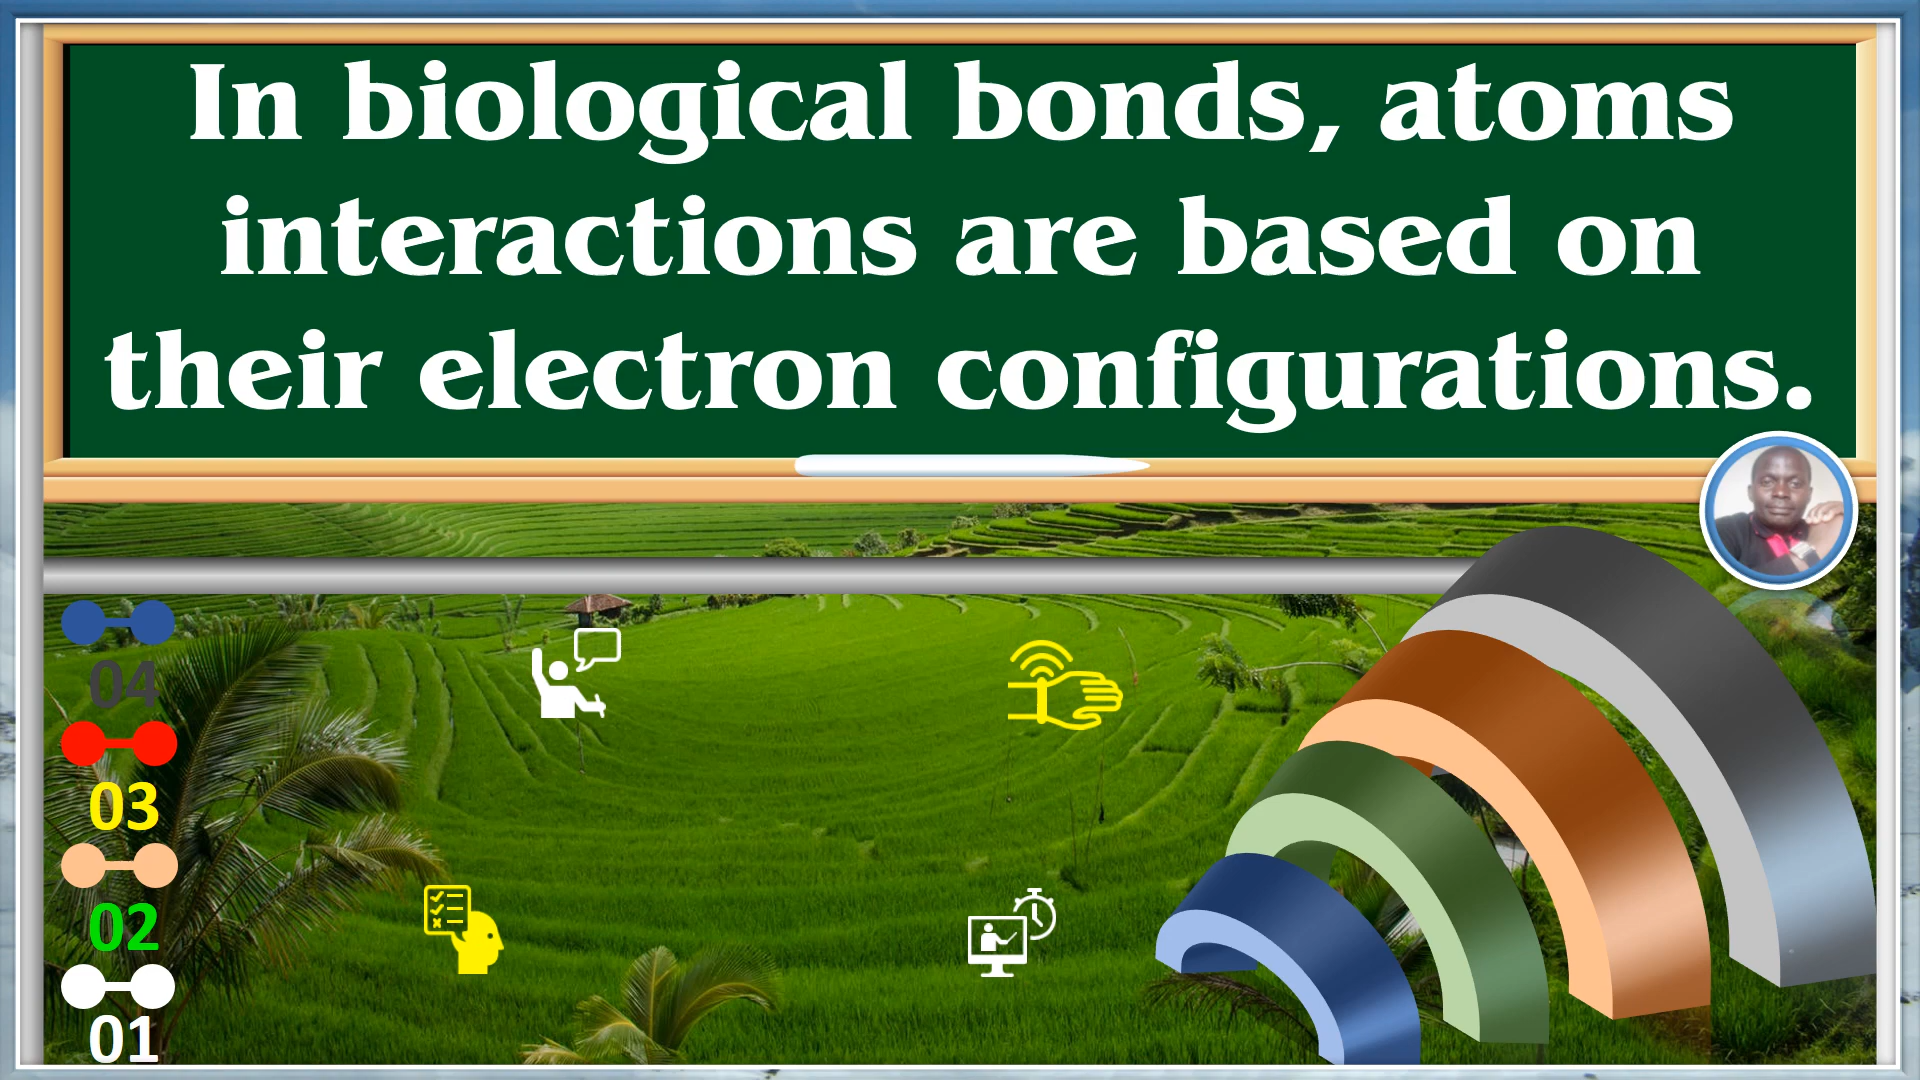 In biological bonds, atoms
interactions are based on
their electron configurations.
04
03
02
01